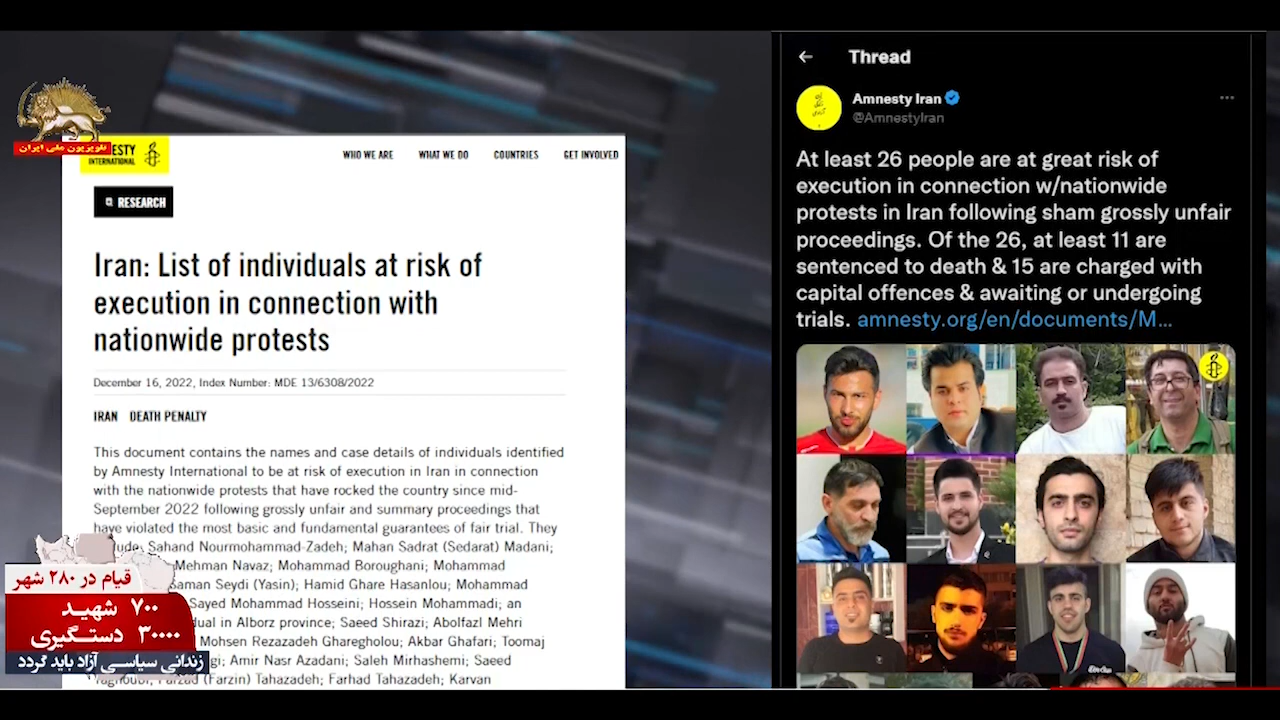 تلویزیون ملی ایران
ESTY
INTERNATIONAL
WHO WE ARE
WHAT WE DO
COUNTRIES
GET INVOLVED
RESEARCH
Iran: List of individuals at risk of
execution in connection with
nationwide protests
December 16, 2022, Index Number: MDE 13/6308/2022
IRAN DEATH PENALTY
This document contains the names and case details of individuals identified
by Amnesty International to be at risk of execution in Iran in connection
with the nationwide protests that have rocked the country since mid-
September 2022 following grossly unfair and summary proceedings that
have violated the most basic and fundamental guarantees of fair trial. They
Sahand Nourmohammad-Zadeh; Mahan Sadrat (Sedarat) Madani;
Mehman Navaz; Mohammad Boroughani; Mohammad
Saman Seydi (Yasin); Hamid Ghare Hasanlou; Mohammad
Sayed Mohammad Hosseini; Hossein Mohammadi; an
dual in Alborz province; Saeed Shirazi; Abolfazl Mehri
Mohsen Rezazadeh Gharegholou; Akbar Ghafari; Toomaj
gi; Amir Nasr Azadani; Saleh Mirhashemi; Saeed
Yaghoubi; Farzad (Farzin) Tahazadeh; Farhad Tahazadeh; Karvan
قیام در ۲۸۰ شهر
۷۰۰ شهید
۳۰۰۰۰ دستگیری
زندانی سیاسی آزاد باید گردد
Thread
Amnesty Iran
@AmnestyIran
At least 26 people are at great risk of
execution in connection w/nationwide
protests in Iran following sham grossly unfair
proceedings. Of the 26, at least 11 are
sentenced to death & 15 are charged with
capital offences & awaiting or undergoing
trials. amnesty.org/en/documents/M...